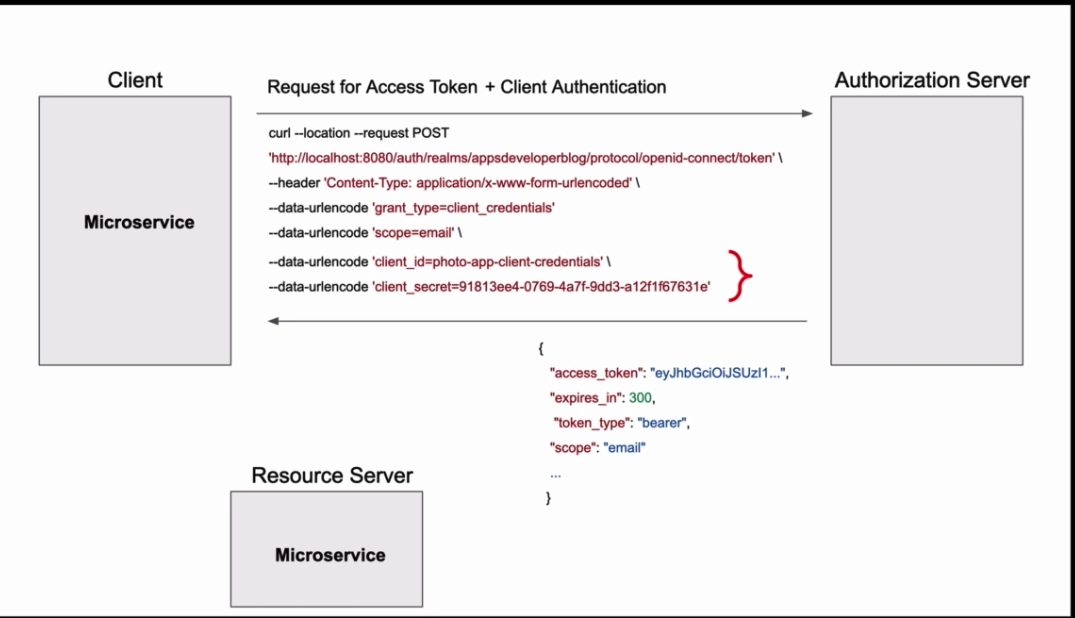 Client
Request for Access Token + Client Authentication
Authorization Server
curl --location --request POST
'http://localhost:8080/auth/realms/appsdeveloperblog/protocol/openid-connect/token' \
--header 'Content-Type: application/x-www-form-urlencoded' \
--data-urlencode 'grant_type=client_credentials'
--data-urlencode 'scope=email' \
--data-urlencode 'client_id=photo-app-client-credentials' \
--data-urlencode 'client_secret=91813ee4-0769-4a7f-9dd3-a12f1f67631e'
Microservice
{
"access_token": "eyJhbGciOiJSUzI1...",
"expires_in": 300,
"token_type": "bearer",
"scope": "email"
...
}
Resource Server
Microservice